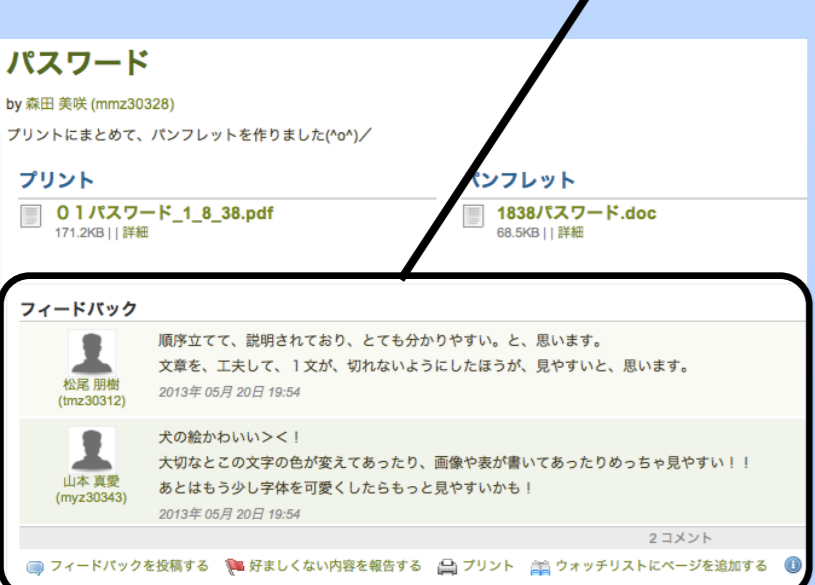 パスワード
by 森田 美咲 (mmz30328)
プリントにまとめて、パンフレットを作りました(^o^)／
プリント
０１パスワード_1_8_38.pdf
171.2KB | | 詳細
パンフレット
1838パスワード.doc
68.5KB | | 詳細
フィードバック
松尾 朋樹
(tmz30312)
順序立てて、説明されており、とても分かりやすい。と、思います。
文章を、工夫して、１文が、切れないようにしたほうが、見やすいと、思います。
2013年 05月 20日 19:54
山本 真愛
(myz30343)
犬の絵かわいい＞＜！
大切なとこの文字の色が変えてあったり、画像や表が書いてあったりめっちゃ見やすい！！
あとはもう少し字体を可愛くしたらもっと見やすいかも！
2013年 05月 20日 19:54
2 コメント
フィードバックを投稿する 好ましくない内容を報告する プリント ウォッチリストにページを追加する